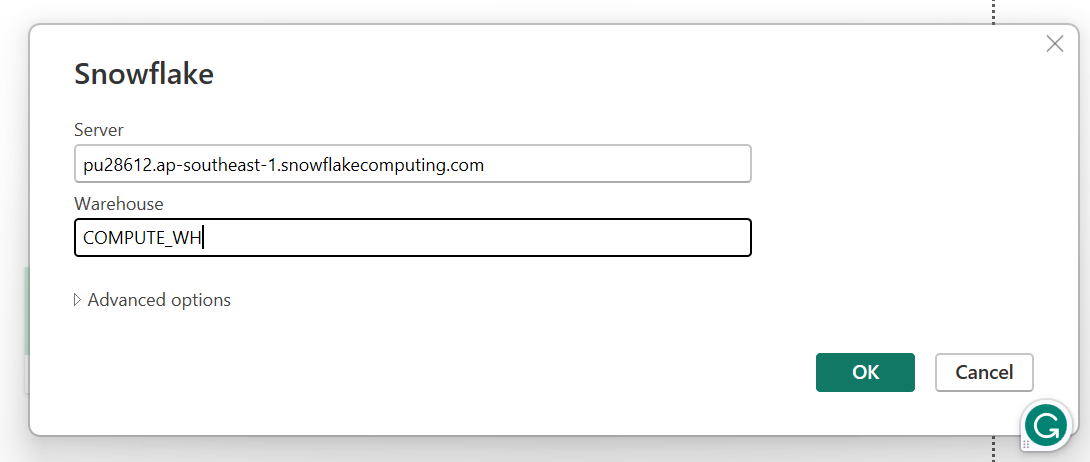 Snowflake
Server
pu28612.ap-southeast-1.snowflakecomputing.com
Warehouse
COMPUTE_WH
Advanced options
OK
Cancel